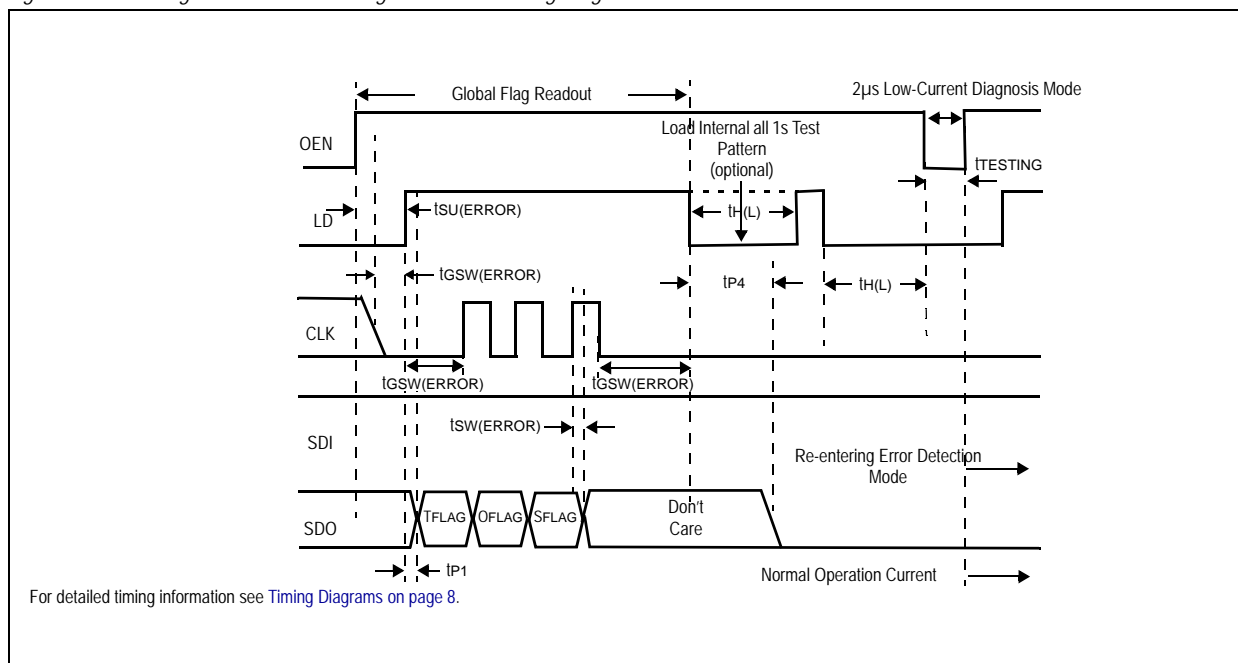 Global Flag Readout
2µs Low-Current Diagnosis Mode
OEN
Load Internal all 1s Test
Pattern
(optional)
tTESTING
LD
tSU(ERROR)
tH(L)
tGSW(ERROR)
tP4
tH(L)
CLK
tGSW(ERROR)
tGSW(ERROR)
tSW(ERROR)
SDI
Re-entering Error Detection
Mode
SDO
TFLAG
OFLAG
SFLAG
Don't
Care
tP1
Normal Operation Current
For detailed timing information see Timing Diagrams on page 8.